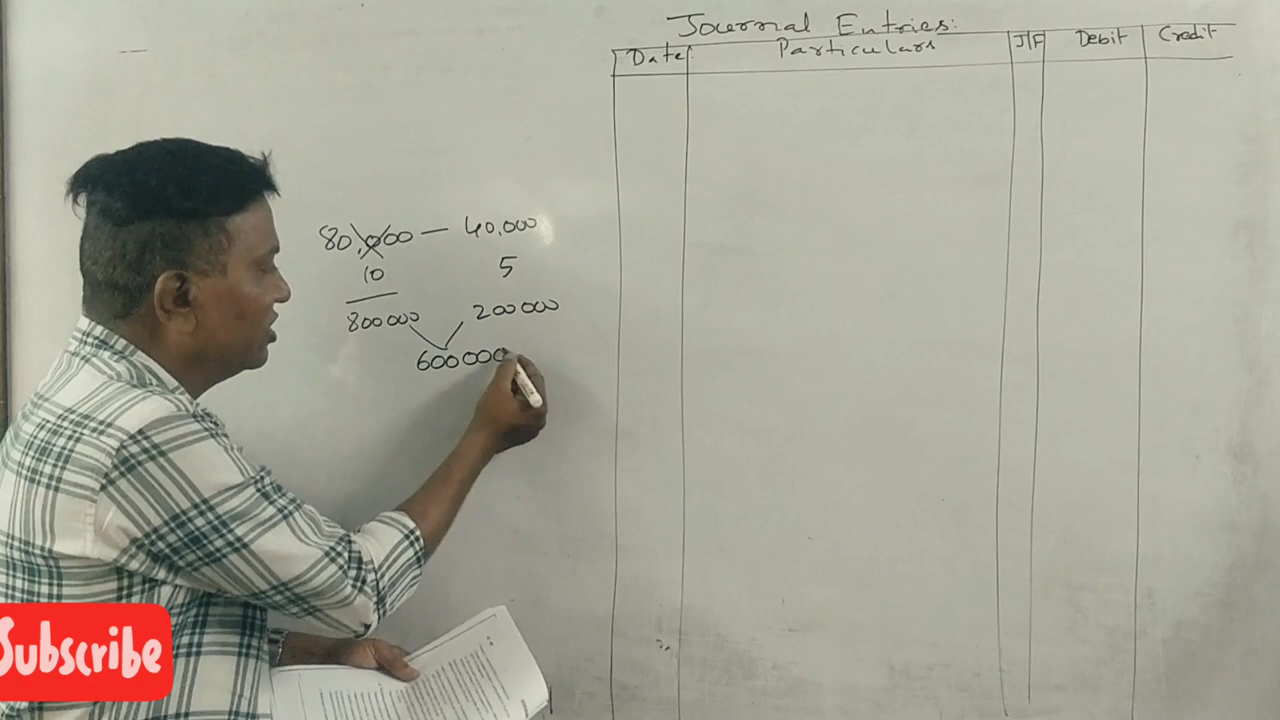 Journal Entries:
Date Particulars J/F Debit Credit
80,000 — 40,000
10 5
800000 200000
600000
Subscribe